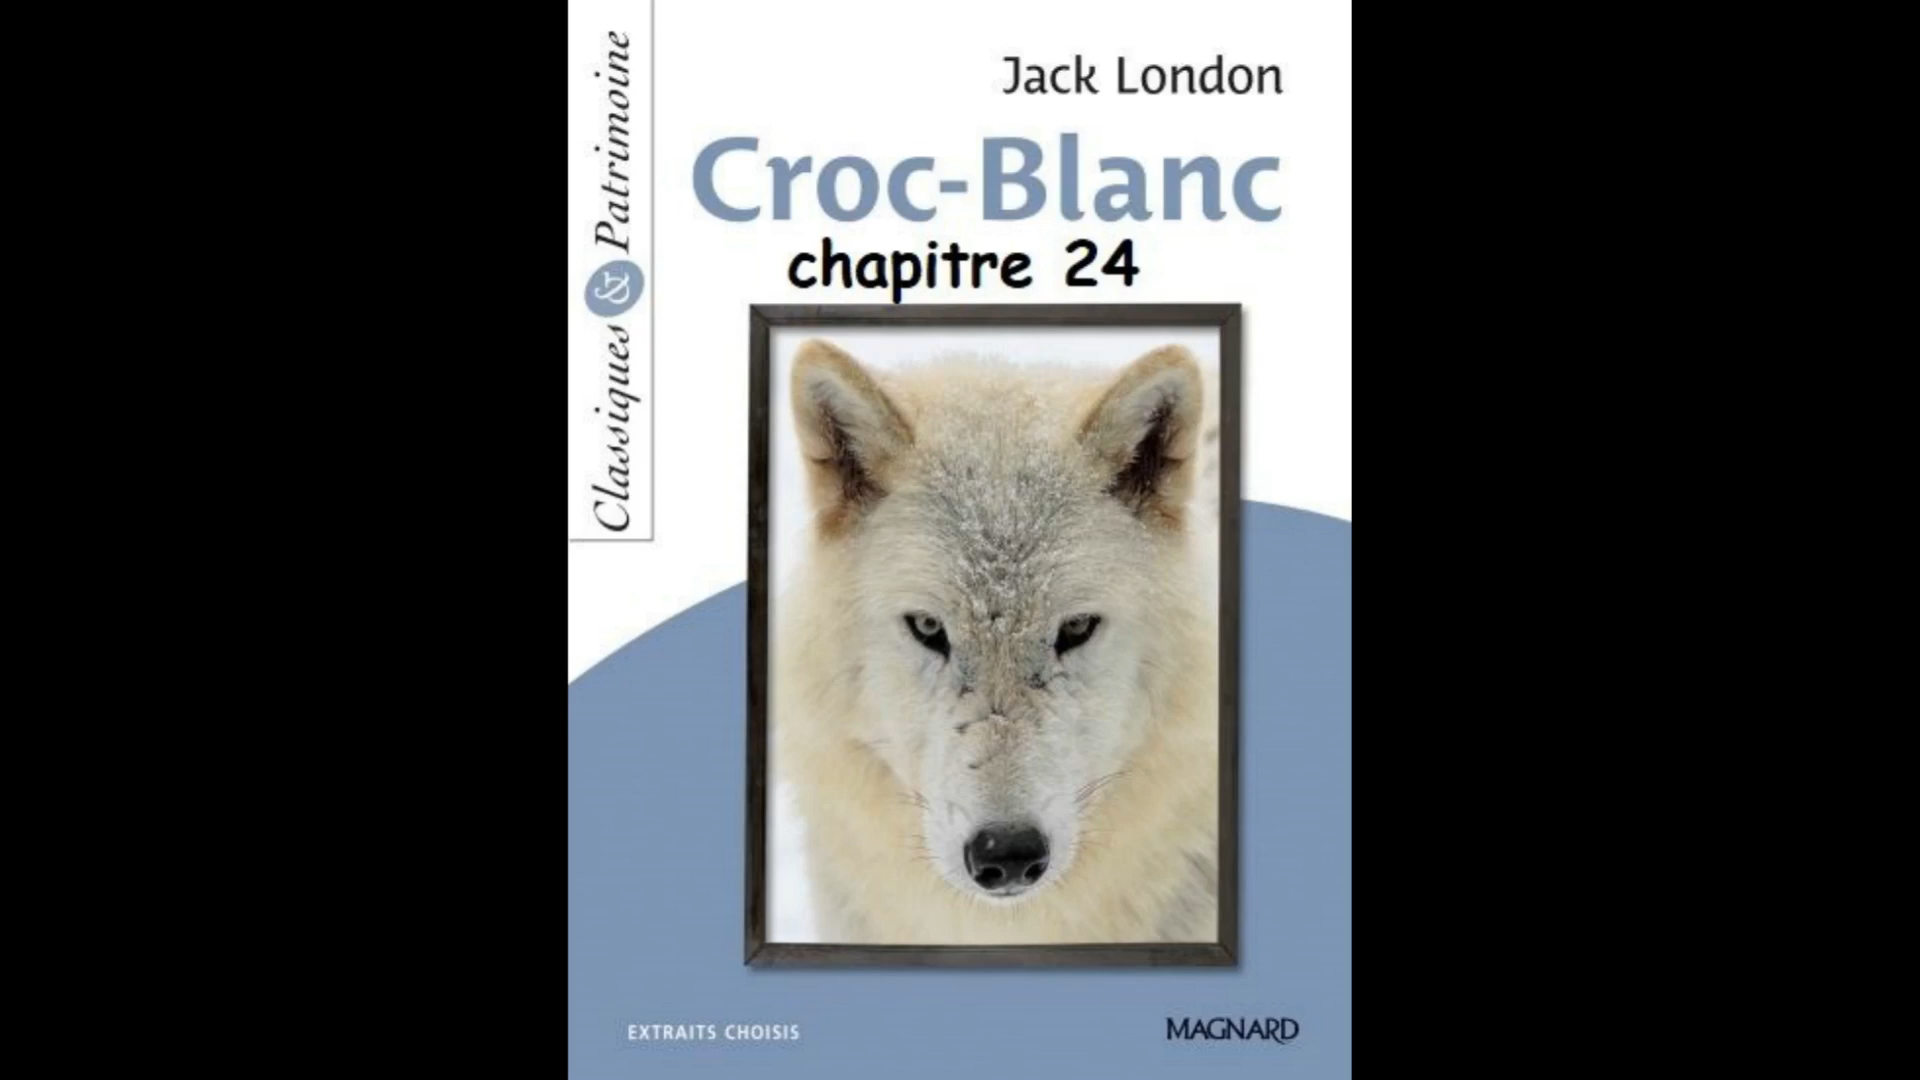 Classiques & Patrimoine
Jack London
Croc-Blanc
chapitre 24
EXTRAITS CHOISIS
MAGNARD